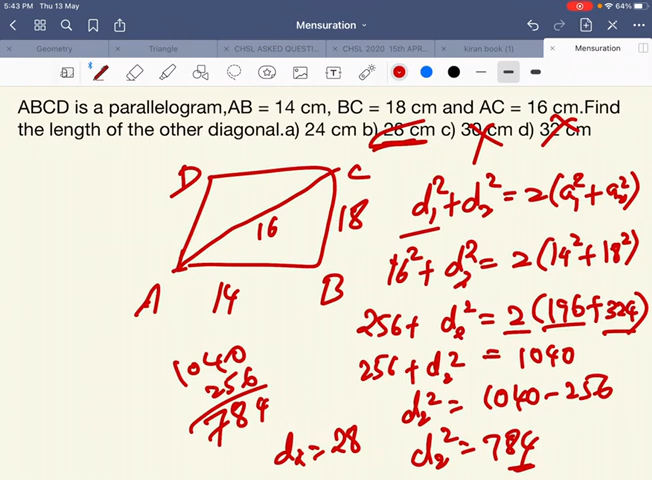 5:43 PM Thu 13 May
64%
Mensuration
Geometry
Triangle
CHSL ASKED QUESTI...
CHSL 2020 15th APR...
kiran book (1)
Mensuration
ABCD is a parallelogram,AB = 14 cm, BC = 18 cm and AC = 16 cm.Find
the length of the other diagonal.a) 24 cm b) 28 cm c) 30 cm d) 32 cm
D
C
16
18
A
14
B
d₁²+d₂²=2(a₁²+a₂²)
16²+d₂²=2(14²+18²)
256+ d₂²=2(196+324)
256+d₂² = 1040
d₂²= 1040-256
d₂²=784
1040
256
784
d₂=28